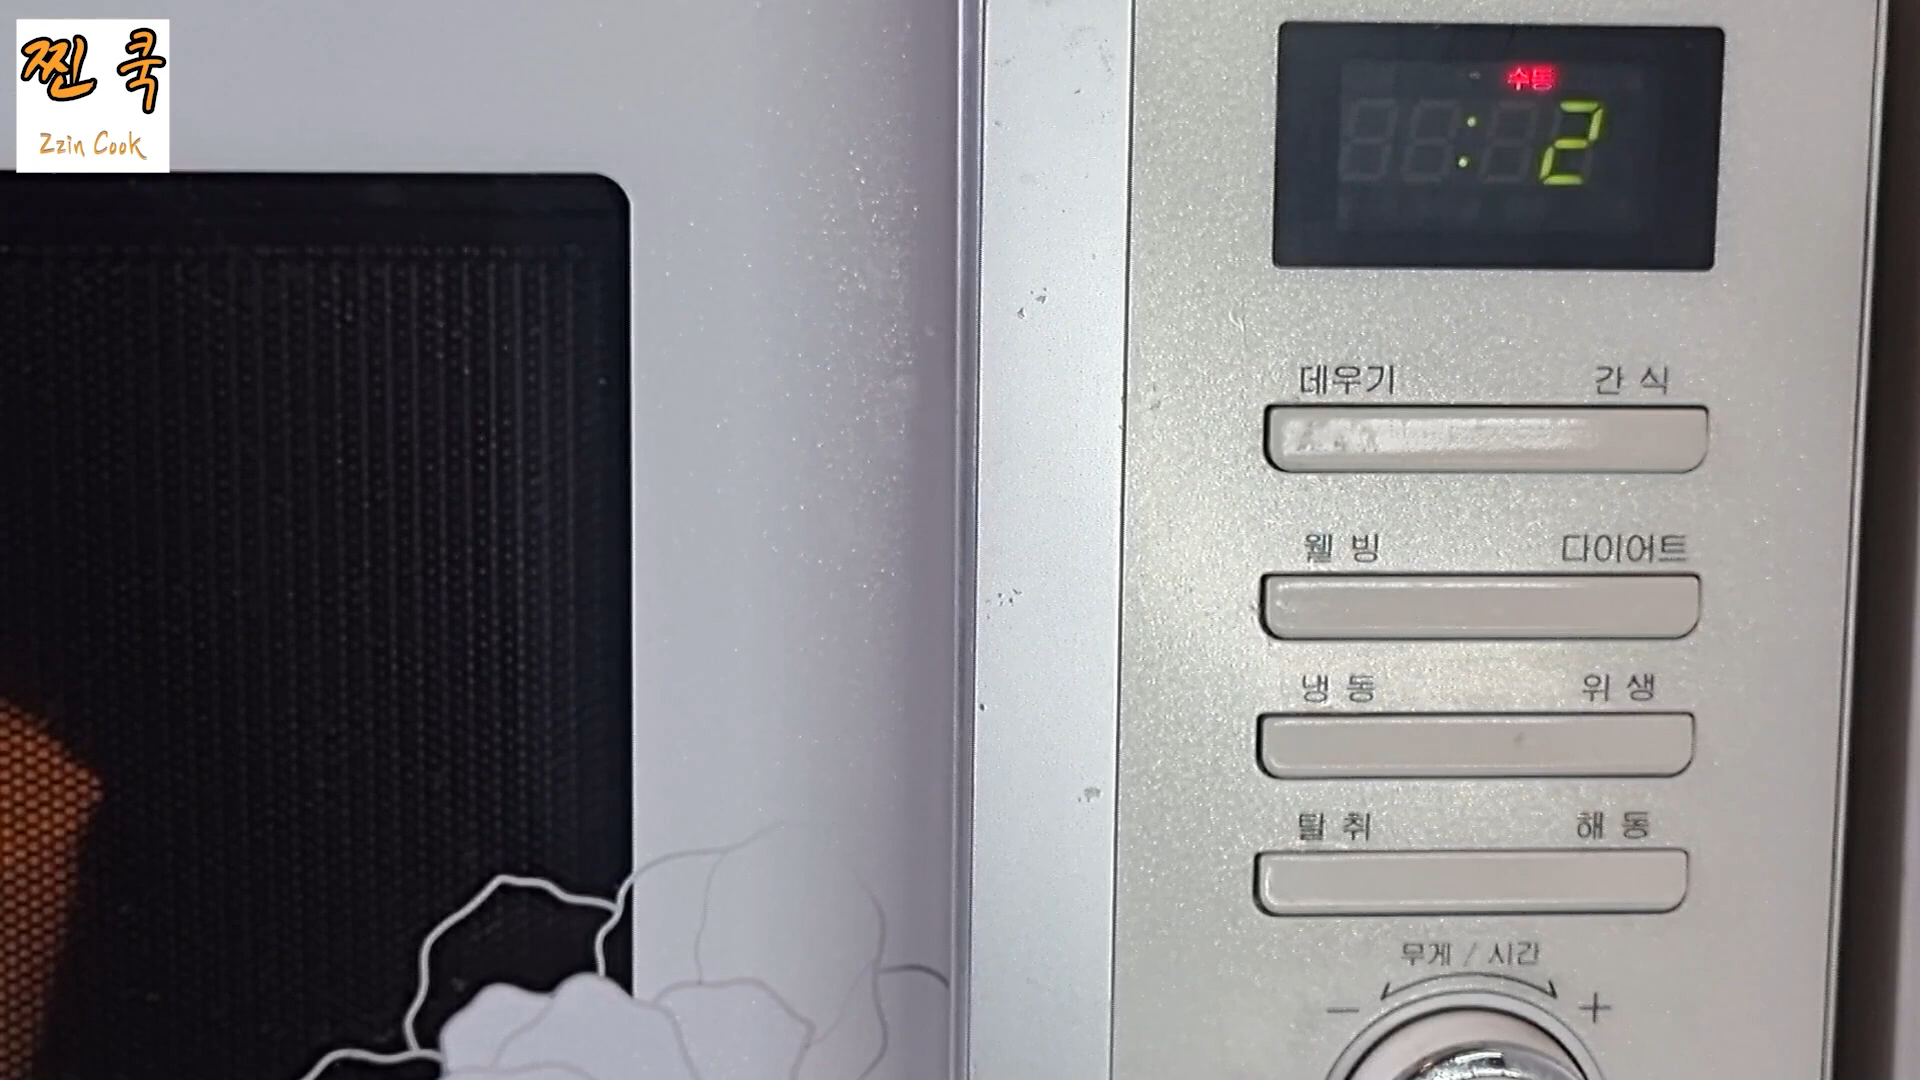 찐 쿡
Zzin Cook
수동
: 2
데우기 간 식
웰 빙 다이어트
냉 동 위 생
탈 취 해 동
무게 / 시간
− +